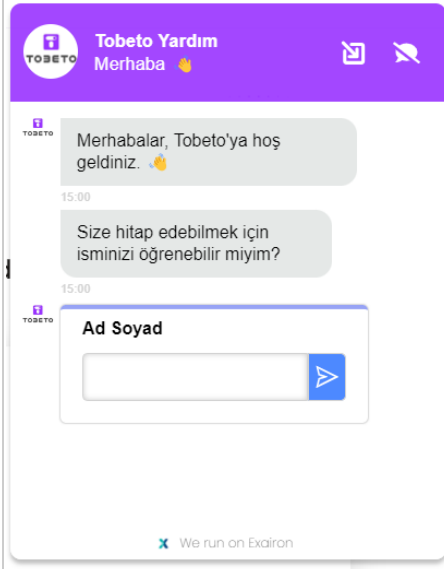 TOBETO
Tobeto Yardım
Merhaba 👋
TOBETO
Merhabalar, Tobeto'ya hoş
geldiniz. 👋
15:00
Size hitap edebilmek için
isminizi öğrenebilir miyim?
15:00
TOBETO
Ad Soyad
We run on Exairon